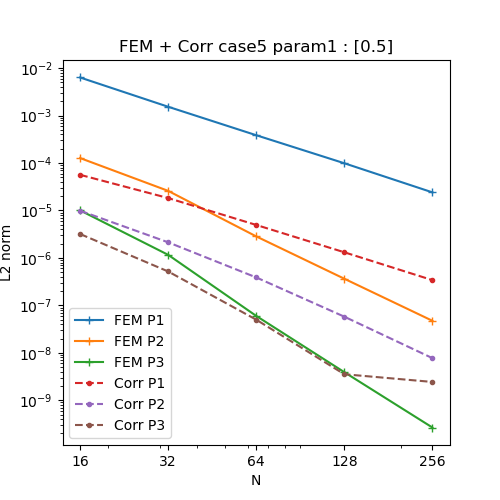 FEM + Corr case5 param1 : [0.5]
10⁻²
10⁻³
10⁻⁴
10⁻⁵
10⁻⁶
10⁻⁷
10⁻⁸
10⁻⁹
L2 norm
FEM P1
FEM P2
FEM P3
Corr P1
Corr P2
Corr P3
16 32 64 128 256
N